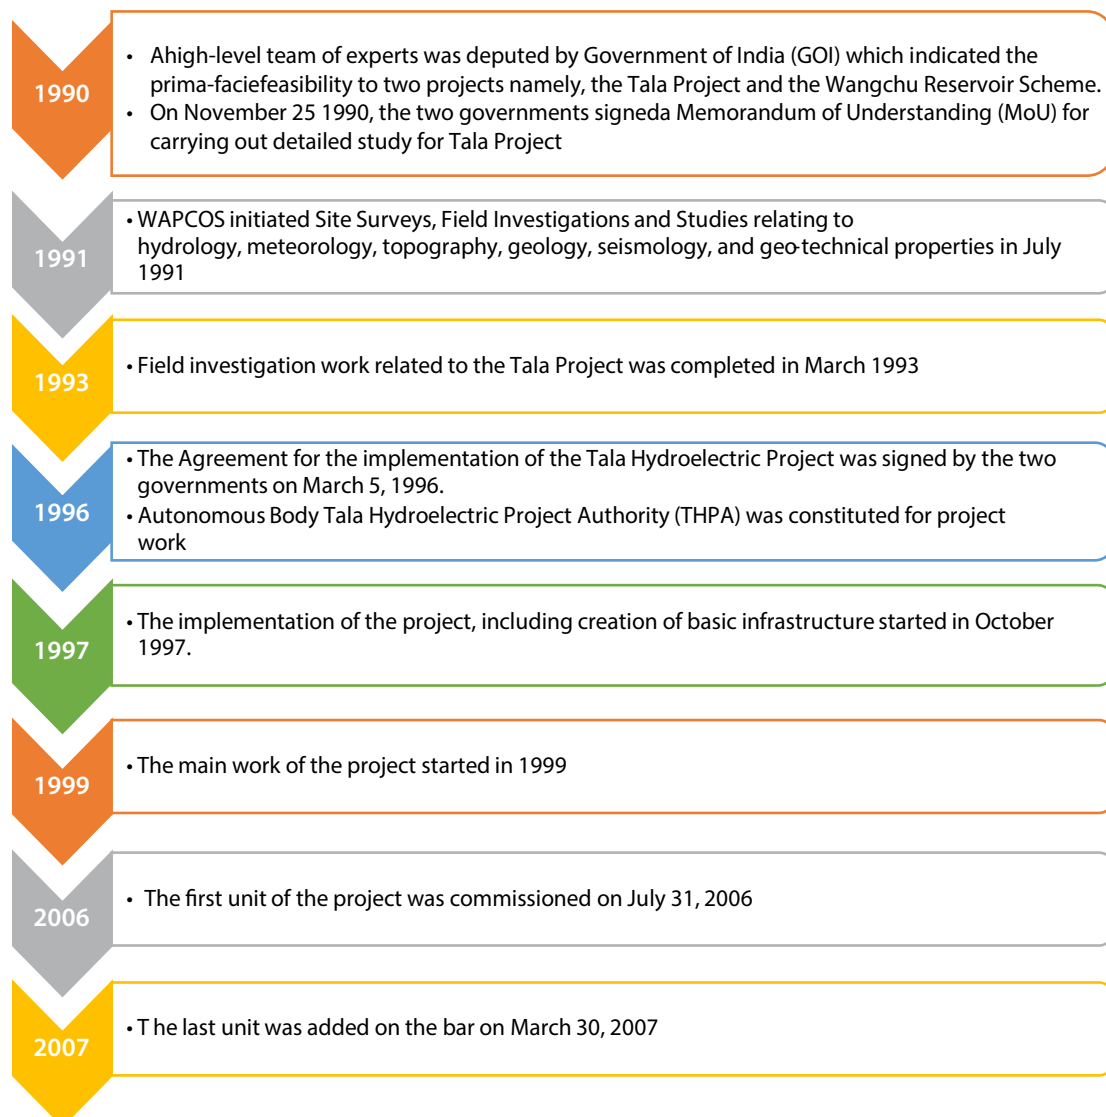 1990
• Ahigh-level team of experts was deputed by Government of India (GOI) which indicated the
prima-faciefeasibility to two projects namely, the Tala Project and the Wangchu Reservoir Scheme.
• On November 25 1990, the two governments signeda Memorandum of Understanding (MoU) for
carrying out detailed study for Tala Project
1991
• WAPCOS initiated Site Surveys, Field Investigations and Studies relating to
hydrology, meteorology, topography, geology, seismology, and geo-technical properties in July
1991
1993
• Field investigation work related to the Tala Project was completed in March 1993
1996
• The Agreement for the implementation of the Tala Hydroelectric Project was signed by the two
governments on March 5, 1996.
• Autonomous Body Tala Hydroelectric Project Authority (THPA) was constituted for project
work
1997
• The implementation of the project, including creation of basic infrastructure started in October
1997.
1999
• The main work of the project started in 1999
2006
• The first unit of the project was commissioned on July 31, 2006
2007
• T he last unit was added on the bar on March 30, 2007